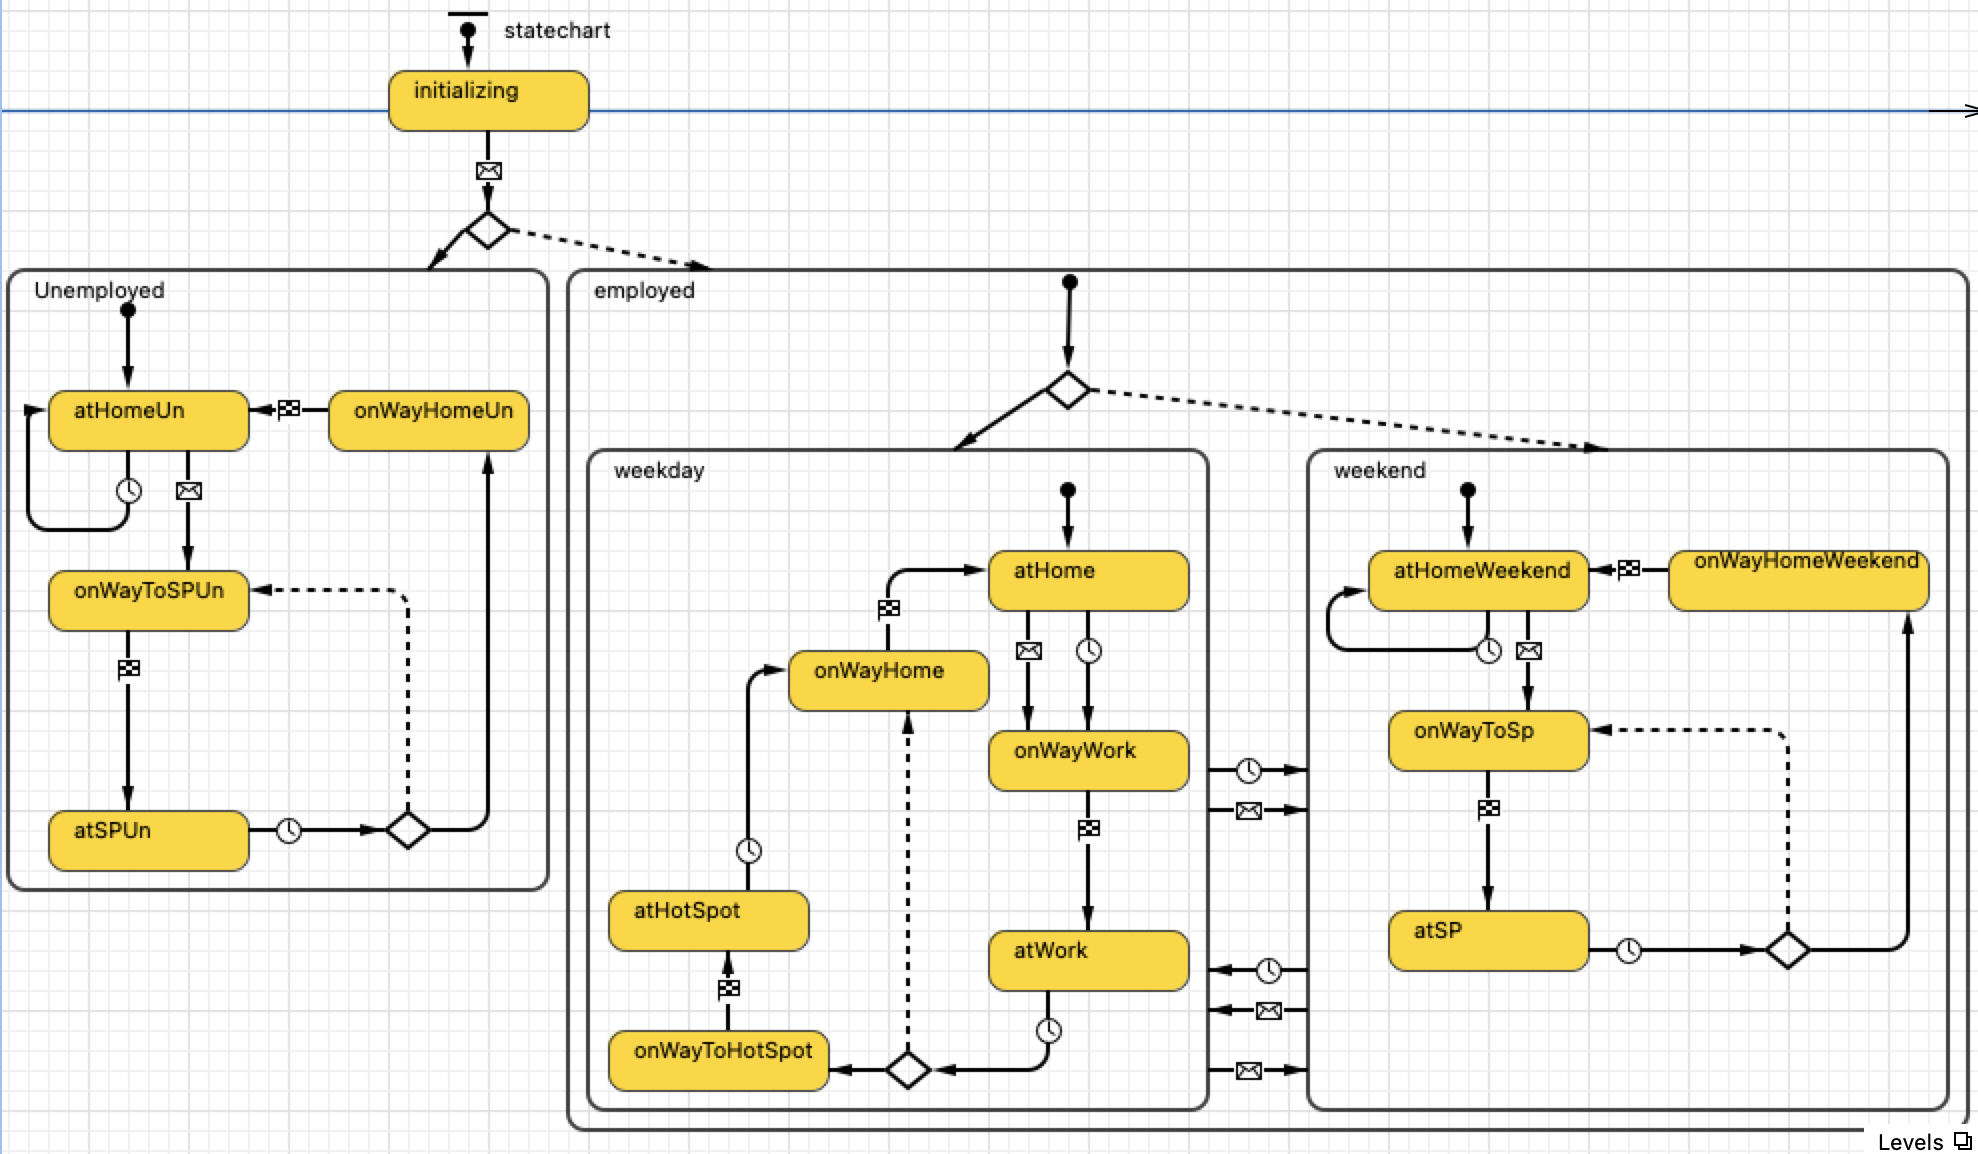 statechart
initializing
Unemployed
employed
atHomeUn
onWayHomeUn
weekday
weekend
atHome
atHomeWeekend
onWayHomeWeekend
onWayToSPUn
onWayHome
onWayWork
onWayToSp
atSPUn
atHotSpot
atWork
atSP
onWayToHotSpot
Levels